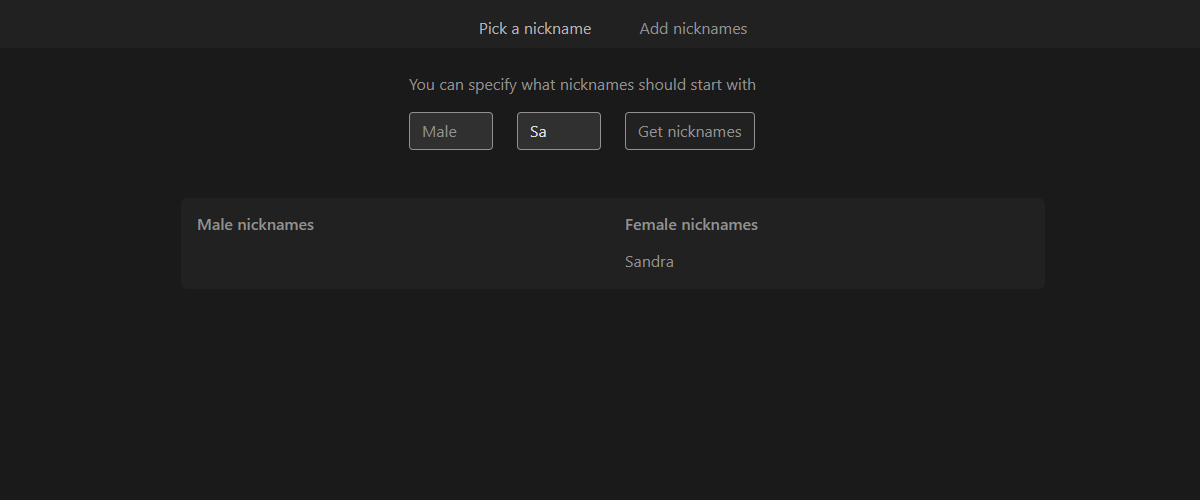 Pick a nickname Add nicknames
You can specify what nicknames should start with
Male Sa Get nicknames
Male nicknames Female nicknames
Sandra